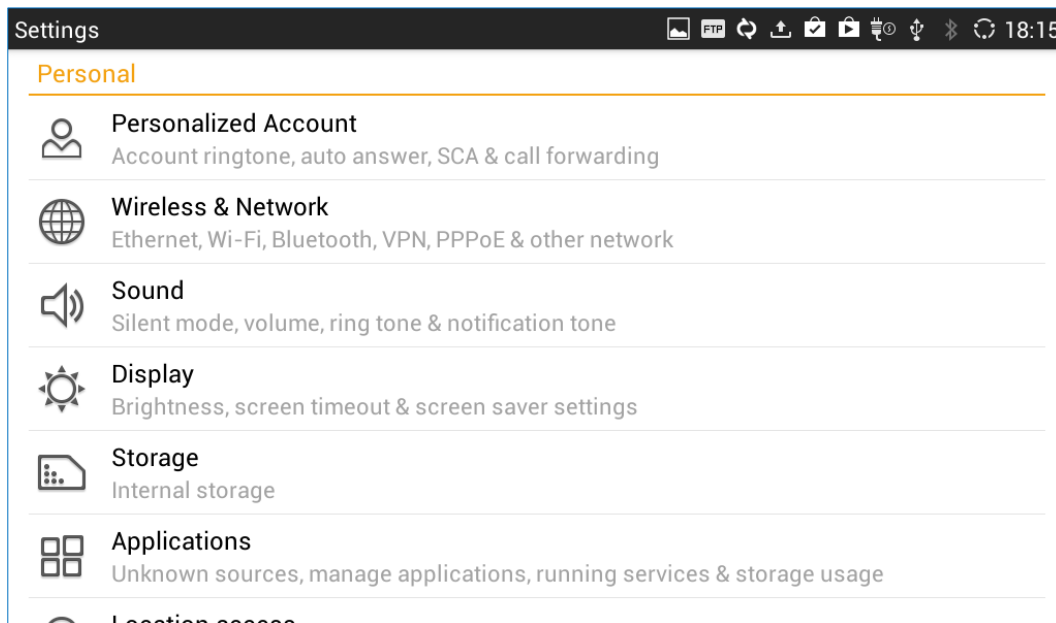 Settings
FTP
18:15
Personal
Personalized Account
Account ringtone, auto answer, SCA & call forwarding
Wireless & Network
Ethernet, Wi-Fi, Bluetooth, VPN, PPPoE & other network
Sound
Silent mode, volume, ring tone & notification tone
Display
Brightness, screen timeout & screen saver settings
Storage
Internal storage
Applications
Unknown sources, manage applications, running services & storage usage
Location access